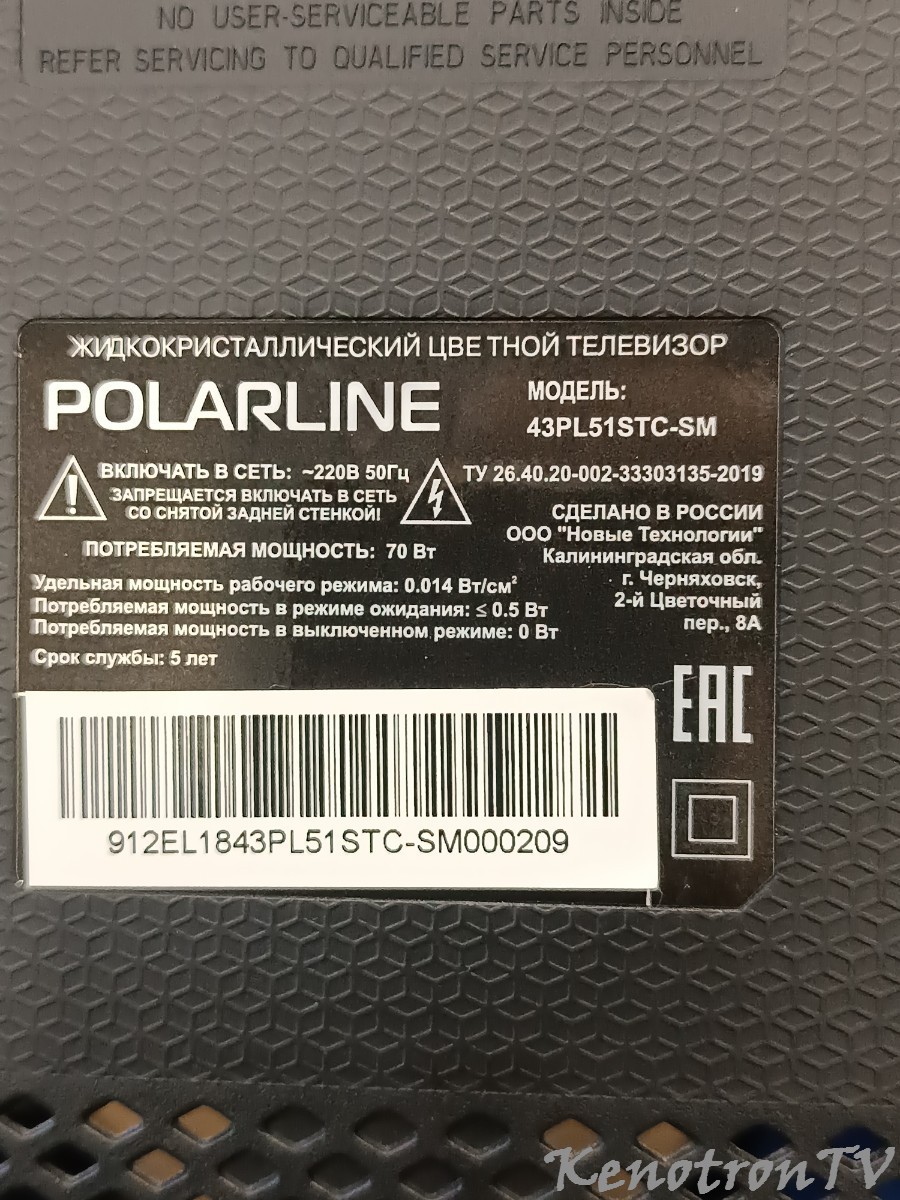 NO USER-SERVICEABLE PARTS INSIDE
REFER SERVICING TO QUALIFIED SERVICE PERSONNEL
ЖИДКОКРИСТАЛЛИЧЕСКИЙ ЦВЕ ТНОЙ ТЕЛЕВИЗОР
POLARLINE
МОДЕЛЬ:
43PL51STC-SM
ВКЛЮЧАТЬ В СЕТЬ: ~220В 50Гц
ЗАПРЕЩАЕТСЯ ВКЛЮЧАТЬ В СЕТЬ
СО СНЯТОЙ ЗАДНЕЙ СТЕНКОЙ!
ПОТРЕБЛЯЕМАЯ МОЩНОСТЬ: 70 Вт
ТУ 26.40.20-002-33303135-2019
СДЕЛАНО В РОССИИ
ООО "Новые Технологии"
Калининградская обл.
г. Черняховск,
2-й Цветочный
пер., 8А
Удельная мощность рабочего режима: 0.014 Вт/см²
Потребляемая мощность в режиме ожидания: ≤ 0.5 Вт
Потребляемая мощность в выключенном режиме: 0 Вт
Срок службы: 5 лет
EAC
912EL1843PL51STC-SM000209
KenotronTV